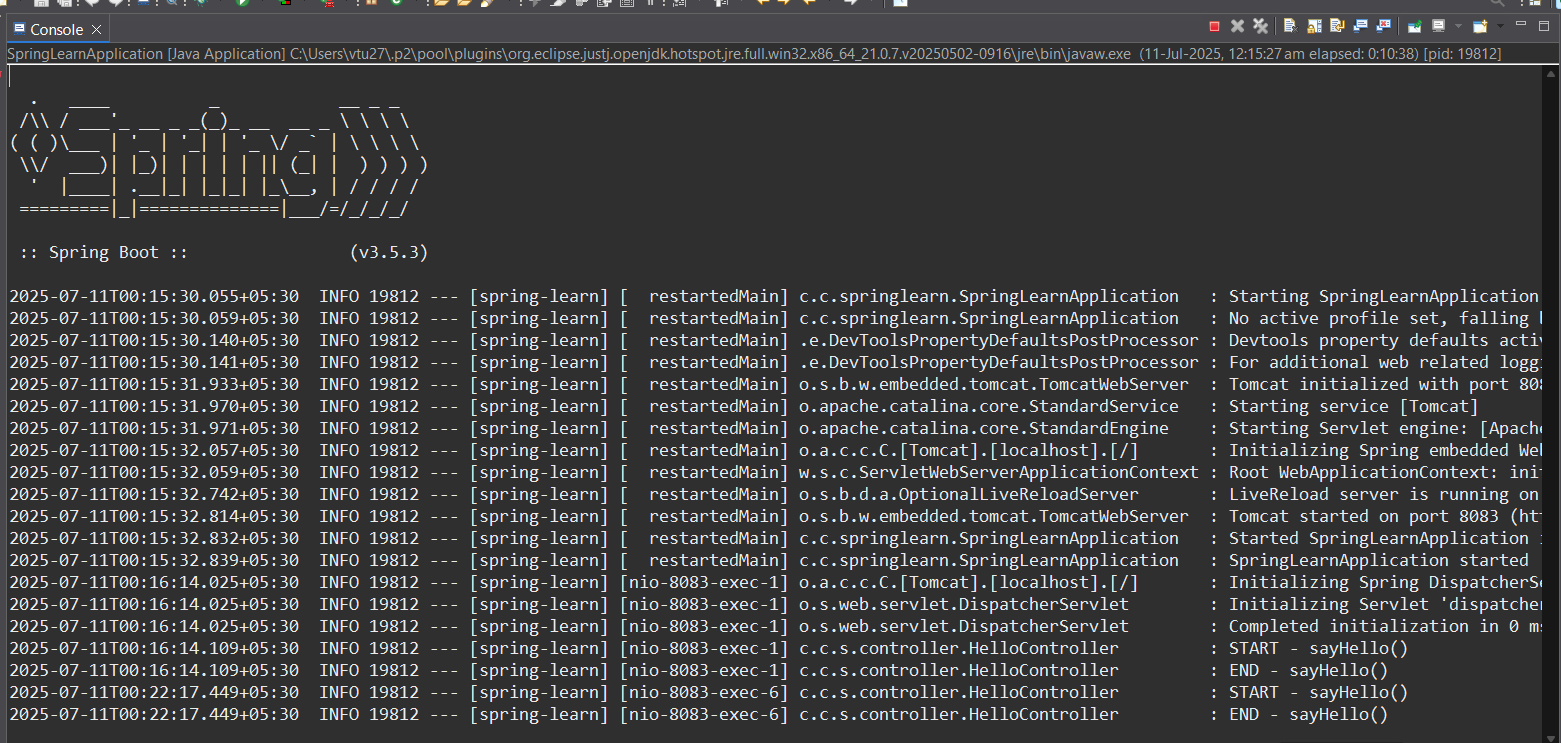 Console
SpringLearnApplication [Java Application] C:\Users\vtu27\.p2\pool\plugins\org.eclipse.justj.openjdk.hotspot.jre.full.win32.x86_64_21.0.7.v20250502-0916\jre\bin\javaw.exe (11-Jul-2025, 12:15:27 am elapsed: 0:10:38) [pid: 19812]
  .   ____          _            __ _ _
 /\\ / ___'_ __ _ _(_)_ __  __ _ \ \ \ \
( ( )\___ | '_ | '_| | '_ \/ _` | \ \ \ \
 \\/  ___)| |_)| | | | | || (_| |  ) ) ) )
  '  |____| .__|_| |_|_| |_\__, | / / / /
 =========|_|==============|___/=/_/_/_/
 :: Spring Boot ::                (v3.5.3)
2025-07-11T00:15:30.055+05:30  INFO 19812 --- [spring-learn] [  restartedMain] c.c.springlearn.SpringLearnApplication   : Starting SpringLearnApplication
2025-07-11T00:15:30.059+05:30  INFO 19812 --- [spring-learn] [  restartedMain] c.c.springlearn.SpringLearnApplication   : No active profile set, falling
2025-07-11T00:15:30.140+05:30  INFO 19812 --- [spring-learn] [  restartedMain] .e.DevToolsPropertyDefaultsPostProcessor : Devtools property defaults acti
2025-07-11T00:15:30.141+05:30  INFO 19812 --- [spring-learn] [  restartedMain] .e.DevToolsPropertyDefaultsPostProcessor : For additional web related loggi
2025-07-11T00:15:31.933+05:30  INFO 19812 --- [spring-learn] [  restartedMain] o.s.b.w.embedded.tomcat.TomcatWebServer  : Tomcat initialized with port 808
2025-07-11T00:15:31.970+05:30  INFO 19812 --- [spring-learn] [  restartedMain] o.apache.catalina.core.StandardService   : Starting service [Tomcat]
2025-07-11T00:15:31.971+05:30  INFO 19812 --- [spring-learn] [  restartedMain] o.apache.catalina.core.StandardEngine    : Starting Servlet engine: [Apach
2025-07-11T00:15:32.057+05:30  INFO 19812 --- [spring-learn] [  restartedMain] o.a.c.c.C.[Tomcat].[localhost].[/]       : Initializing Spring embedded Web
2025-07-11T00:15:32.059+05:30  INFO 19812 --- [spring-learn] [  restartedMain] w.s.c.ServletWebServerApplicationContext : Root WebApplicationContext: init
2025-07-11T00:15:32.742+05:30  INFO 19812 --- [spring-learn] [  restartedMain] o.s.b.d.a.OptionalLiveReloadServer       : LiveReload server is running on
2025-07-11T00:15:32.814+05:30  INFO 19812 --- [spring-learn] [  restartedMain] o.s.b.w.embedded.tomcat.TomcatWebServer  : Tomcat started on port 8083 (htt
2025-07-11T00:15:32.832+05:30  INFO 19812 --- [spring-learn] [  restartedMain] c.c.springlearn.SpringLearnApplication   : Started SpringLearnApplication i
2025-07-11T00:15:32.839+05:30  INFO 19812 --- [spring-learn] [  restartedMain] c.c.springlearn.SpringLearnApplication   : SpringLearnApplication started
2025-07-11T00:16:14.025+05:30  INFO 19812 --- [spring-learn] [nio-8083-exec-1] o.a.c.c.C.[Tomcat].[localhost].[/]       : Initializing Spring DispatcherSe
2025-07-11T00:16:14.025+05:30  INFO 19812 --- [spring-learn] [nio-8083-exec-1] o.s.web.servlet.DispatcherServlet        : Initializing Servlet 'dispatcher
2025-07-11T00:16:14.025+05:30  INFO 19812 --- [spring-learn] [nio-8083-exec-1] o.s.web.servlet.DispatcherServlet        : Completed initialization in 0 ms
2025-07-11T00:16:14.109+05:30  INFO 19812 --- [spring-learn] [nio-8083-exec-1] c.c.s.controller.HelloController         : START - sayHello()
2025-07-11T00:16:14.109+05:30  INFO 19812 --- [spring-learn] [nio-8083-exec-1] c.c.s.controller.HelloController         : END - sayHello()
2025-07-11T00:22:17.449+05:30  INFO 19812 --- [spring-learn] [nio-8083-exec-6] c.c.s.controller.HelloController         : START - sayHello()
2025-07-11T00:22:17.449+05:30  INFO 19812 --- [spring-learn] [nio-8083-exec-6] c.c.s.controller.HelloController         : END - sayHello()